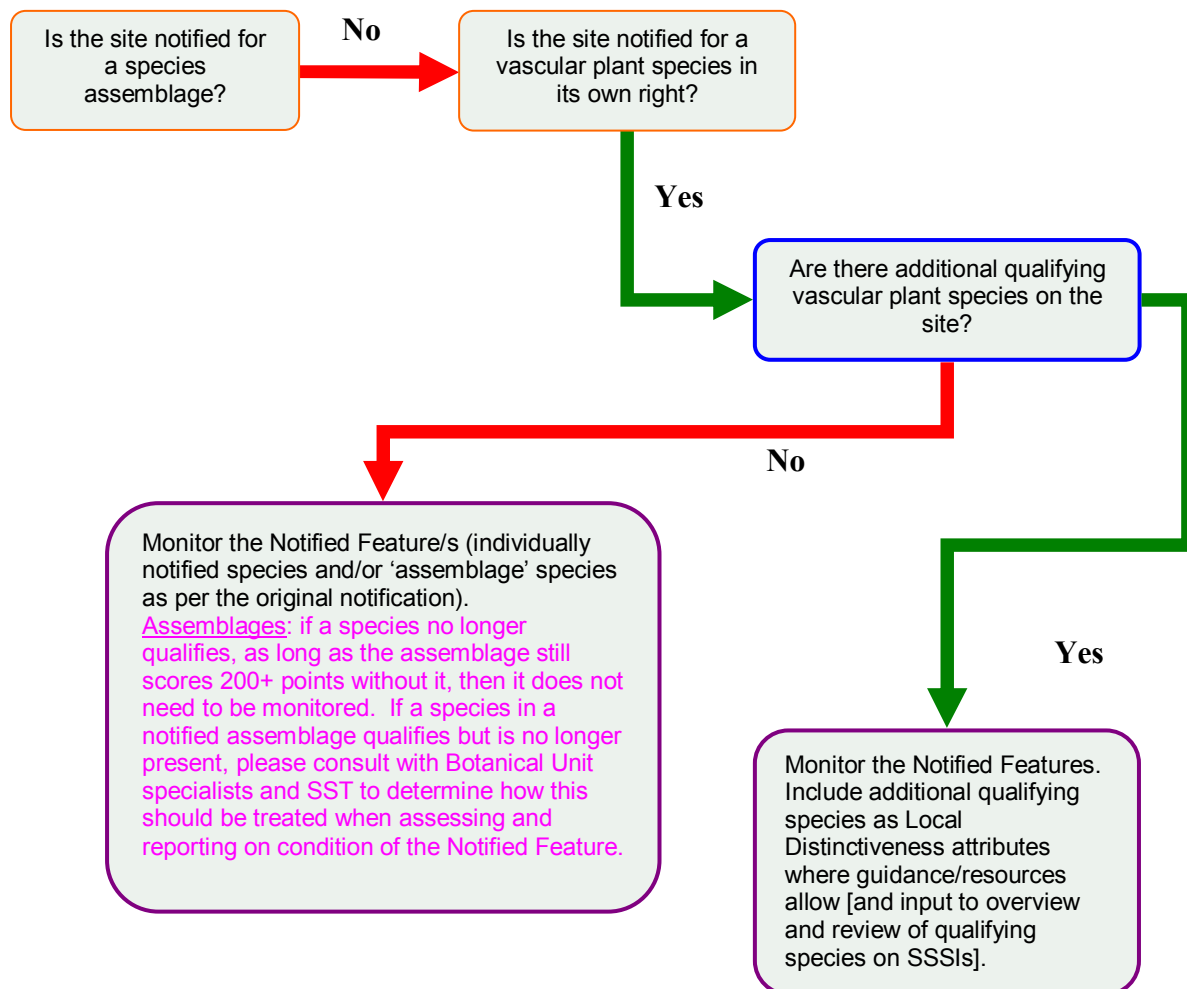 Is the site notified for
a species
assemblage?
No
Is the site notified for a
vascular plant species in
its own right?
Yes
Are there additional qualifying
vascular plant species on the
site?
No
Monitor the Notified Feature/s (individually
notified species and/or ‘assemblage’ species
as per the original notification).
Assemblages: if a species no longer
qualifies, as long as the assemblage still
scores 200+ points without it, then it does not
need to be monitored.  If a species in a
notified assemblage qualifies but is no longer
present, please consult with Botanical Unit
specialists and SST to determine how this
should be treated when assessing and
reporting on condition of the Notified Feature.
Yes
Monitor the Notified Features.
Include additional qualifying
species as Local
Distinctiveness attributes
where guidance/resources
allow [and input to overview
and review of qualifying
species on SSSIs].